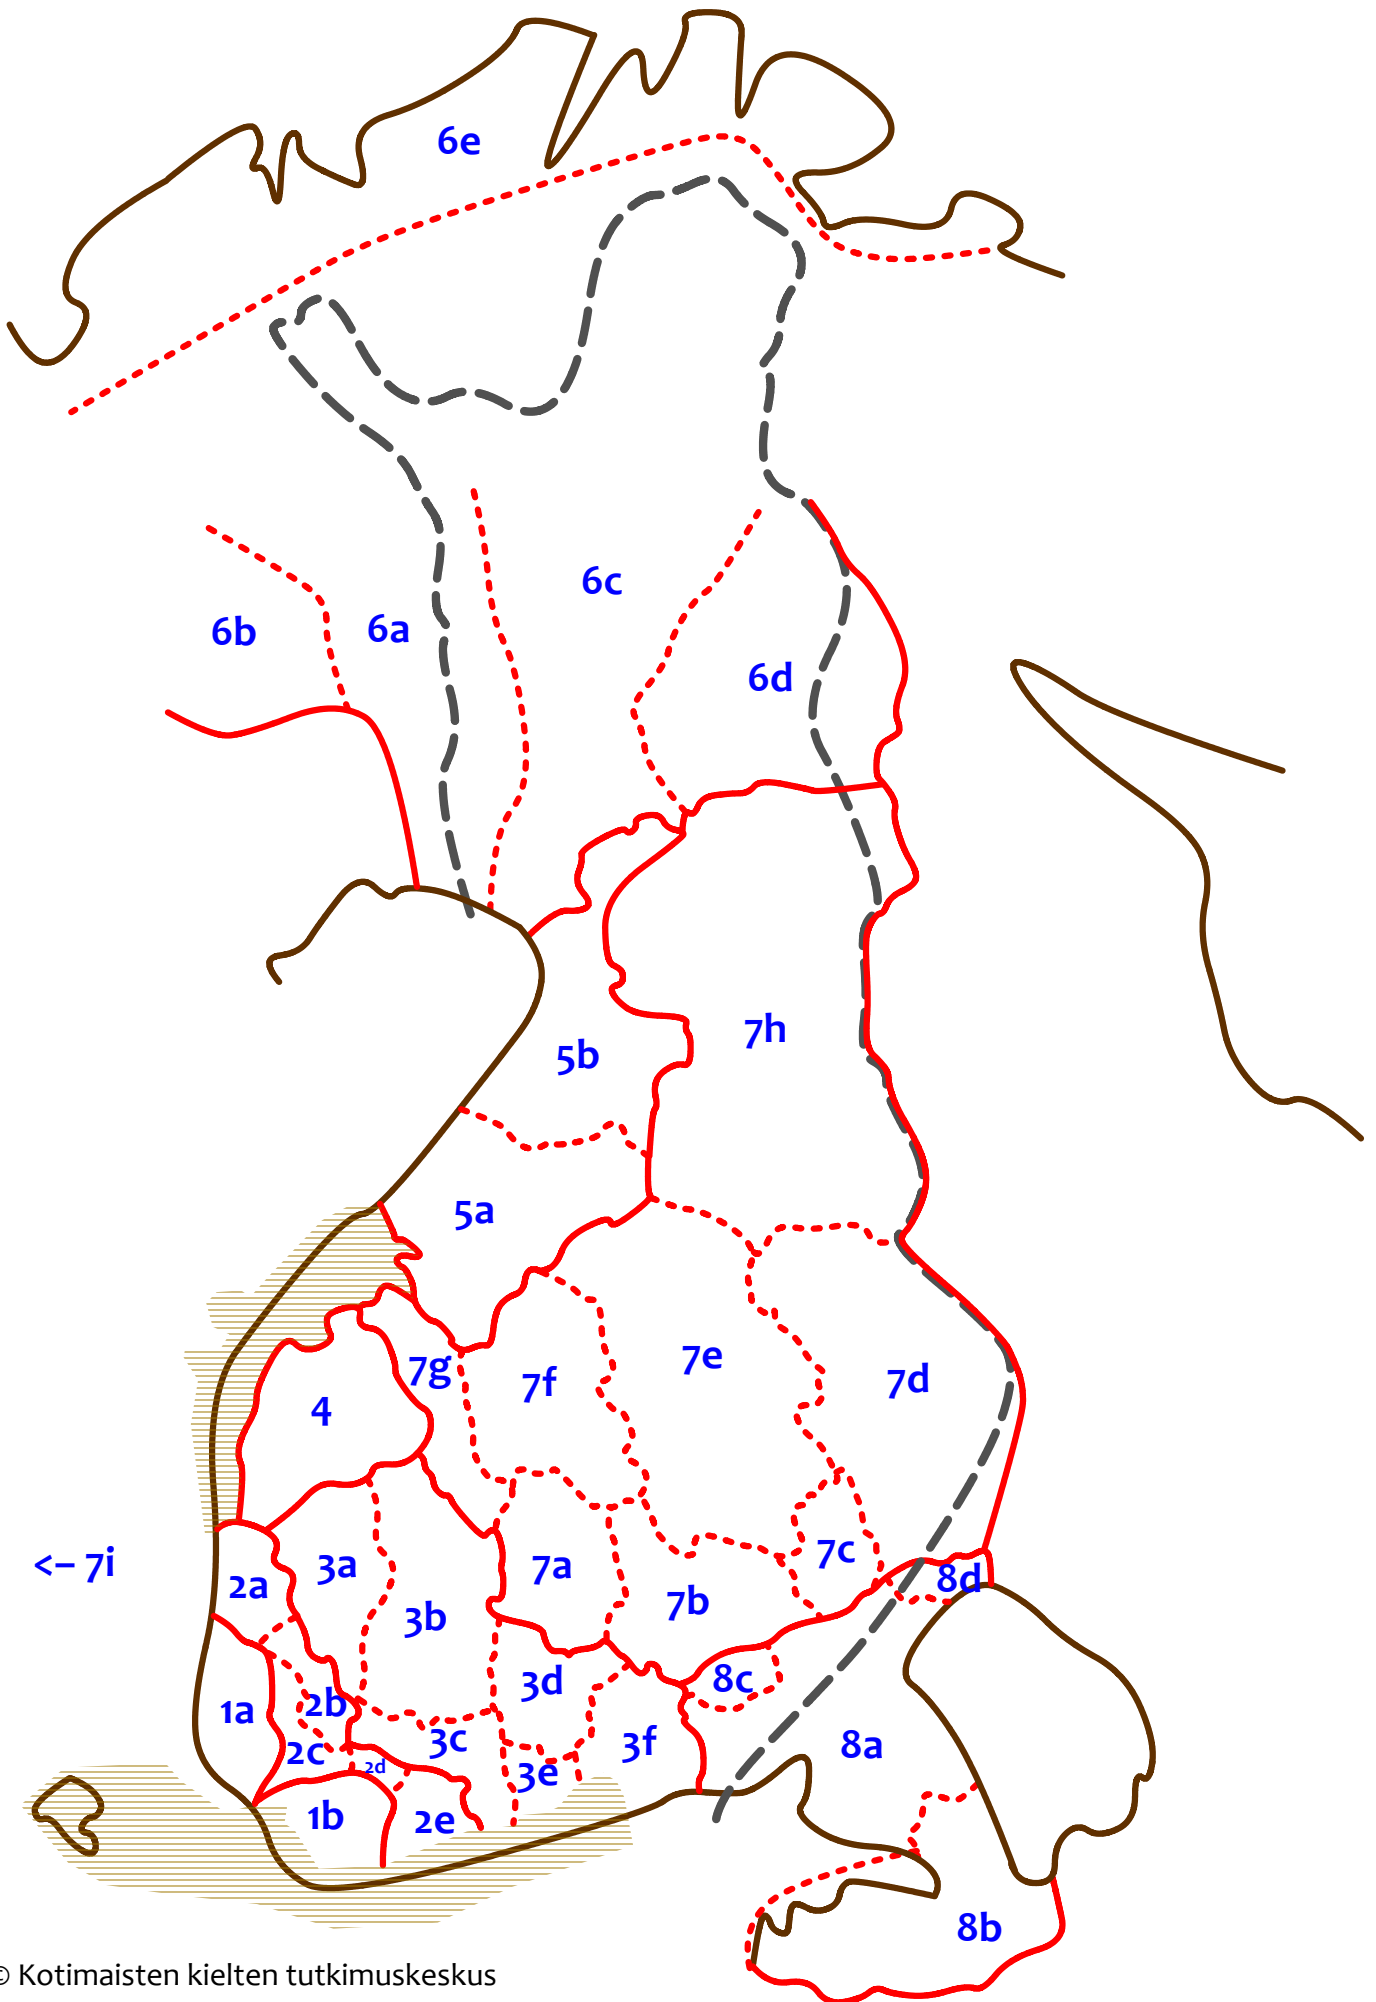 6e
6c
6b
6a
6d
7h
5b
5a
7e
7g
7f
7d
4
<– 7i
3a
7a
7c
2a
8d
7b
3b
3d
8c
2b
1a
3c
3f
8a
2c
2d
3e
1b
2e
8b
© Kotimaisten kielten tutkimuskeskus